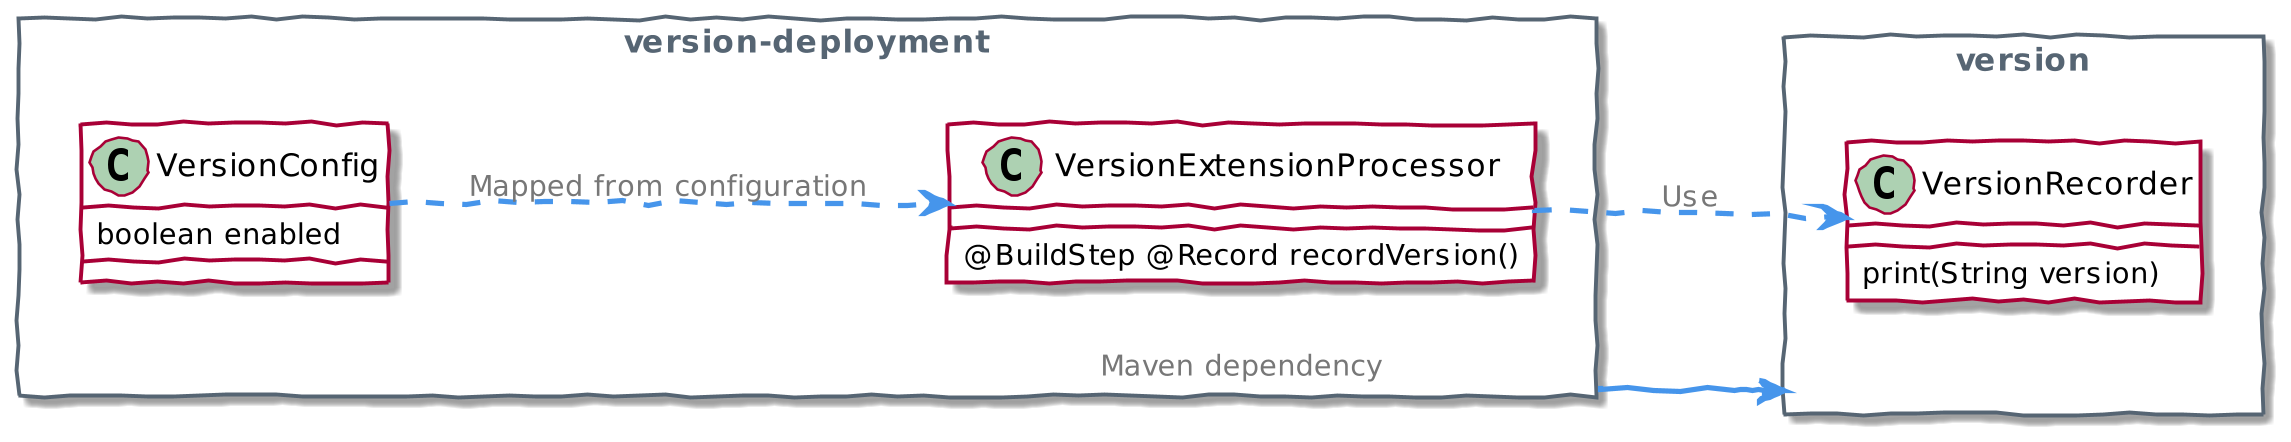 version-deployment
version
C VersionConfig
boolean enabled
Mapped from configuration
C VersionExtensionProcessor
@BuildStep @Record recordVersion()
Use
C VersionRecorder
print(String version)
Maven dependency